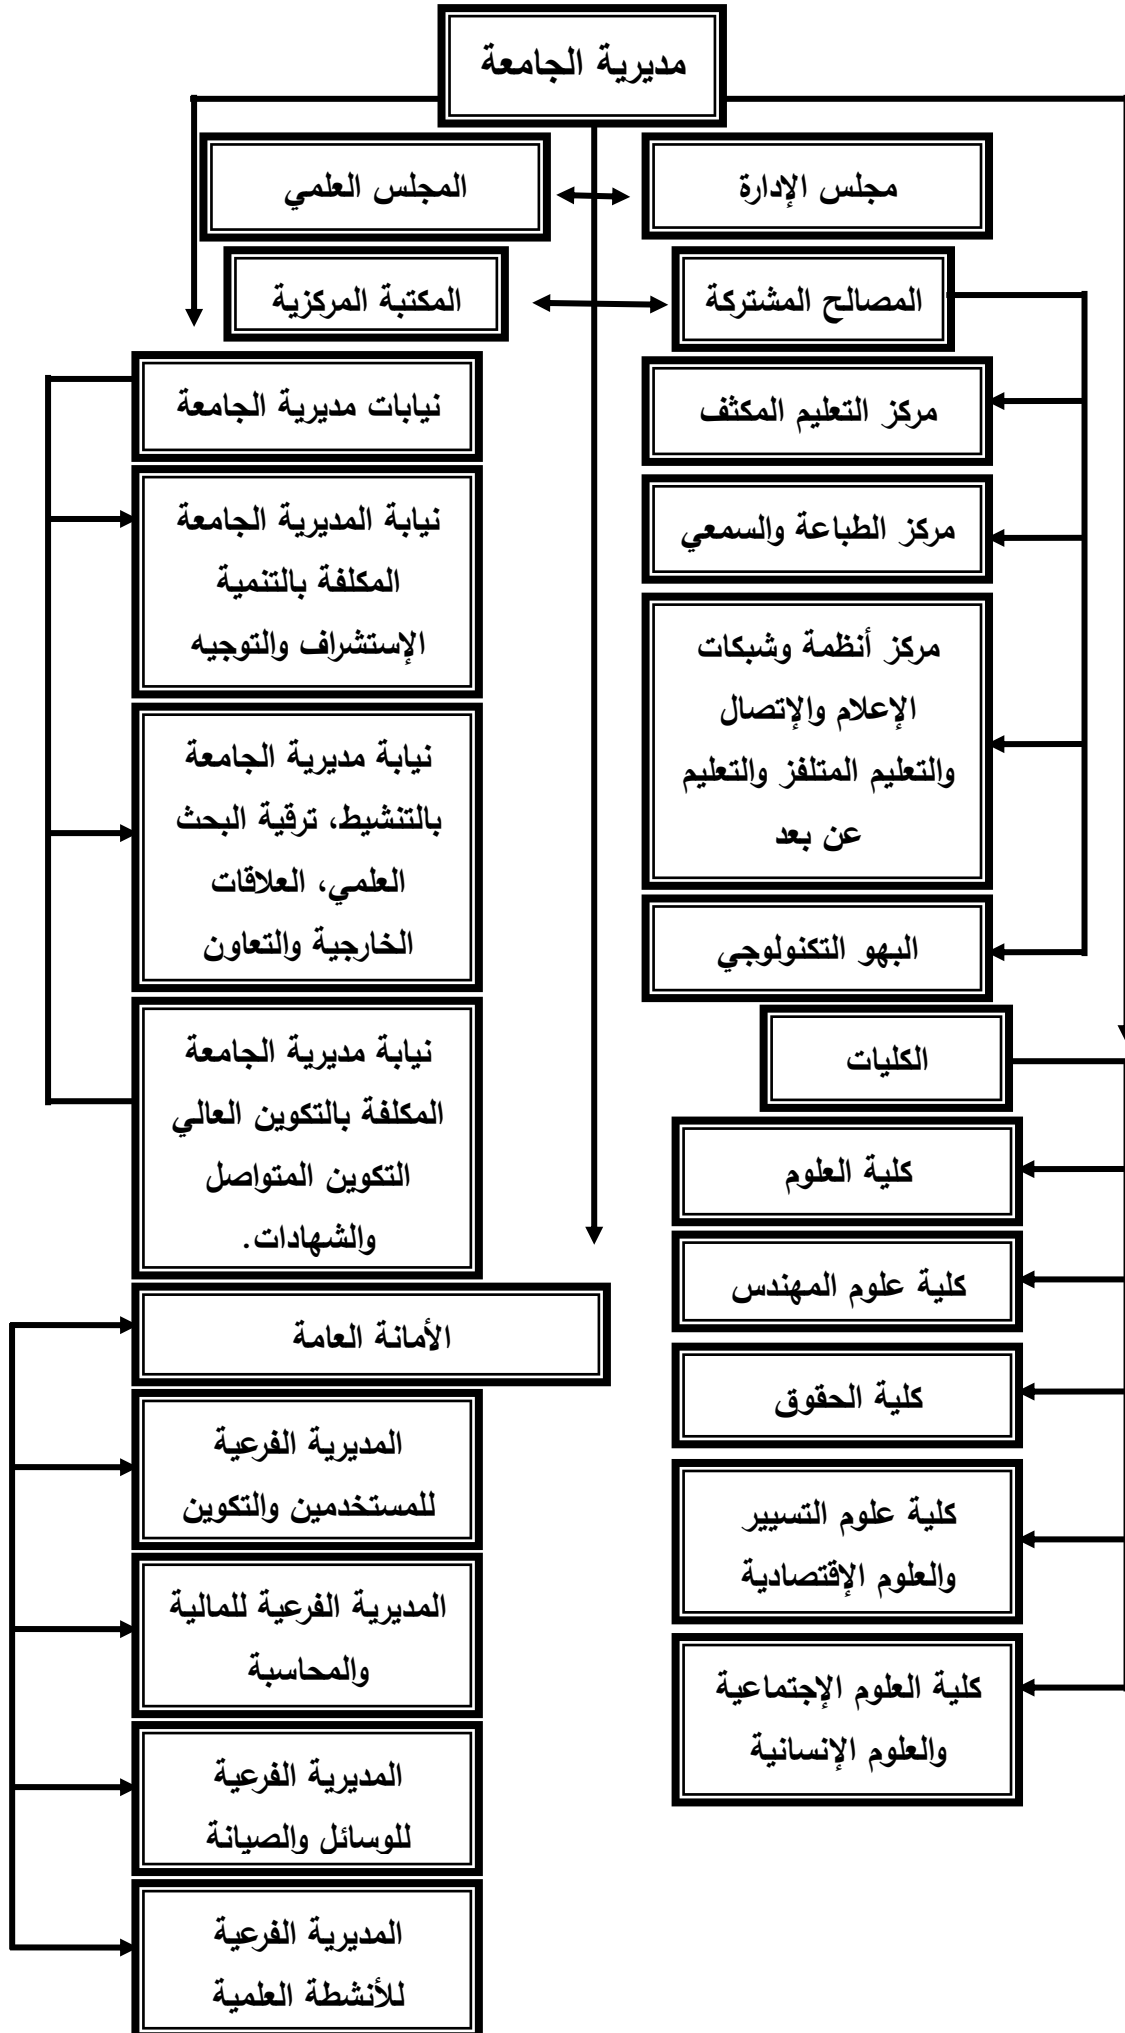 مديرية الجامعة
مجلس الإدارة
المجلس العلمي
المصالح المشتركة
المكتبة المركزية
مركز التعليم المكثف
مركز الطباعة والسمعي
مركز أنظمة وشبكات
الإعلام والإتصال
والتعليم المتلفز والتعليم
عن بعد
البهو التكنولوجي
الكليات
كلية العلوم
كلية علوم المهندس
كلية الحقوق
كلية علوم التسيير
والعلوم الإقتصادية
كلية العلوم الإجتماعية
والعلوم الإنسانية
نيابات مديرية الجامعة
نيابة المديرية الجامعة
المكلفة بالتنمية
الإستشراف والتوجيه
نيابة مديرية الجامعة
بالتنشيط، ترقية البحث
العلمي، العلاقات
الخارجية والتعاون
نيابة مديرية الجامعة
المكلفة بالتكوين العالي
التكوين المتواصل
والشهادات.
الأمانة العامة
المديرية الفرعية
للمستخدمين والتكوين
المديرية الفرعية للمالية
والمحاسبة
المديرية الفرعية
للوسائل والصيانة
المديرية الفرعية
للأنشطة العلمية